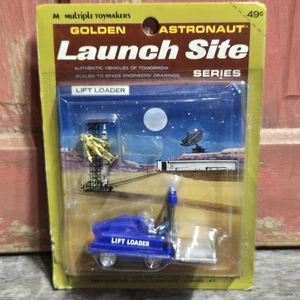 M multiple toymakers
49¢
GOLDEN ASTRONAUT
Launch Site
AUTHENTIC VEHICLES OF TOMORROW
SCALED TO SPACE ENGINEERS' DRAWINGS
SERIES
LIFT LOADER
LIFT LOADER